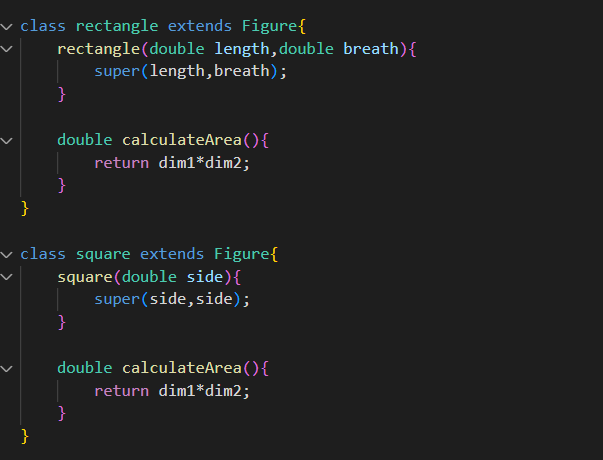 class rectangle extends Figure{
    rectangle(double length,double breath){
        super(length,breath);
    }
    double calculateArea(){
        return dim1*dim2;
    }
}
class square extends Figure{
    square(double side){
        super(side,side);
    }
    double calculateArea(){
        return dim1*dim2;
    }
}